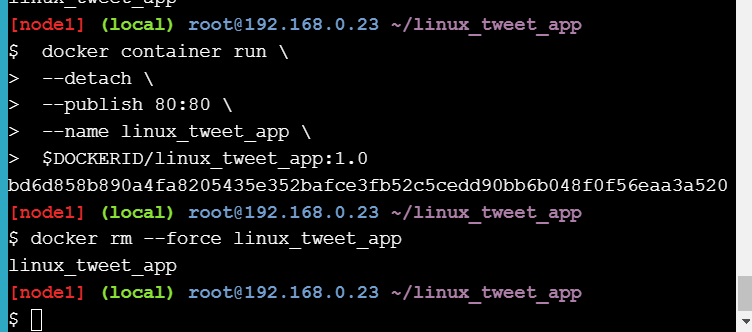 linux_tweet_app
[node1] (local) root@192.168.0.23 ~/linux_tweet_app
$  docker container run \
>  --detach \
>  --publish 80:80 \
>  --name linux_tweet_app \
>  $DOCKERID/linux_tweet_app:1.0
bd6d858b890a4fa8205435e352bafce3fb52c5cedd90bb6b048f0f56eaa3a520
[node1] (local) root@192.168.0.23 ~/linux_tweet_app
$ docker rm --force linux_tweet_app
linux_tweet_app
[node1] (local) root@192.168.0.23 ~/linux_tweet_app
$